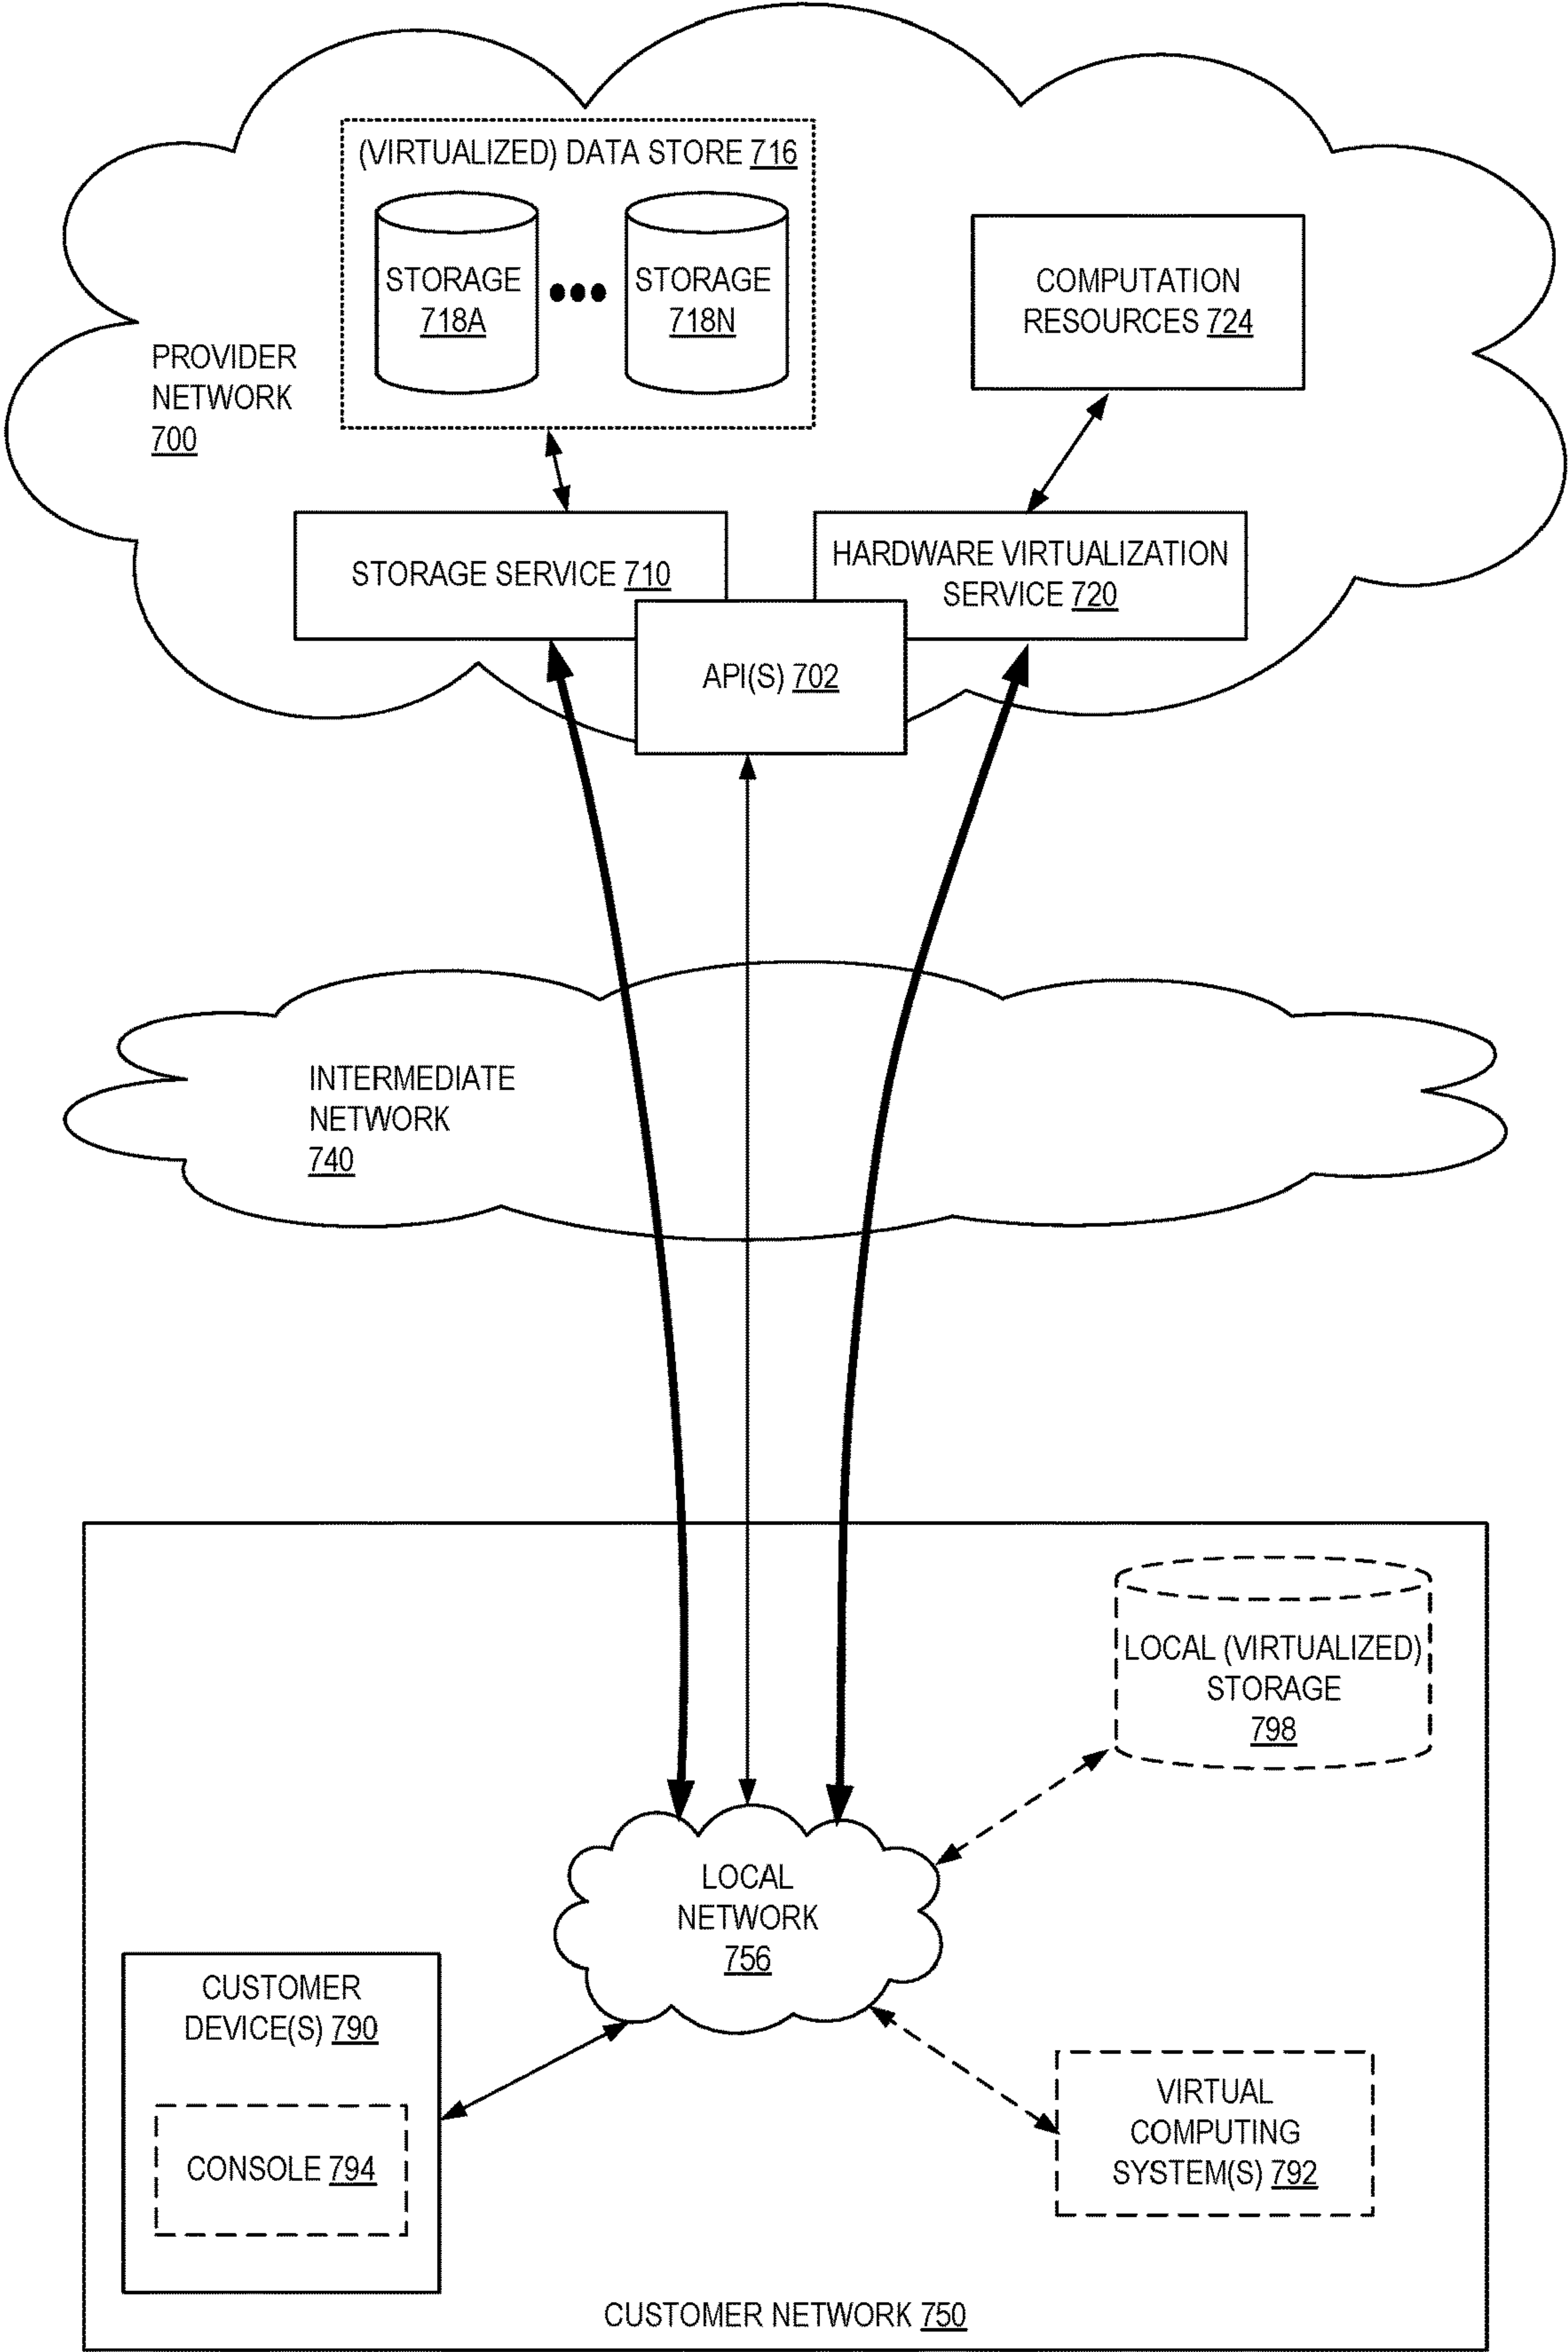 (VIRTUALIZED) DATA STORE 716
STORAGE
718A
STORAGE
718N
COMPUTATION
RESOURCES 724
PROVIDER
NETWORK
700
STORAGE SERVICE 710
HARDWARE VIRTUALIZATION
SERVICE 720
API(S) 702
INTERMEDIATE
NETWORK
740
LOCAL (VIRTUALIZED)
STORAGE
798
LOCAL
NETWORK
756
CUSTOMER
DEVICE(S) 790
CONSOLE 794
VIRTUAL
COMPUTING
SYSTEM(S) 792
CUSTOMER NETWORK 750